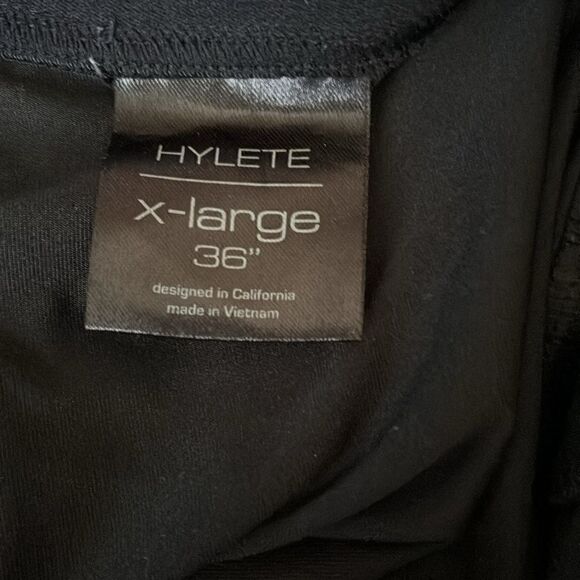 HYLETE
x-large
36"
designed in California
made in Vietnam